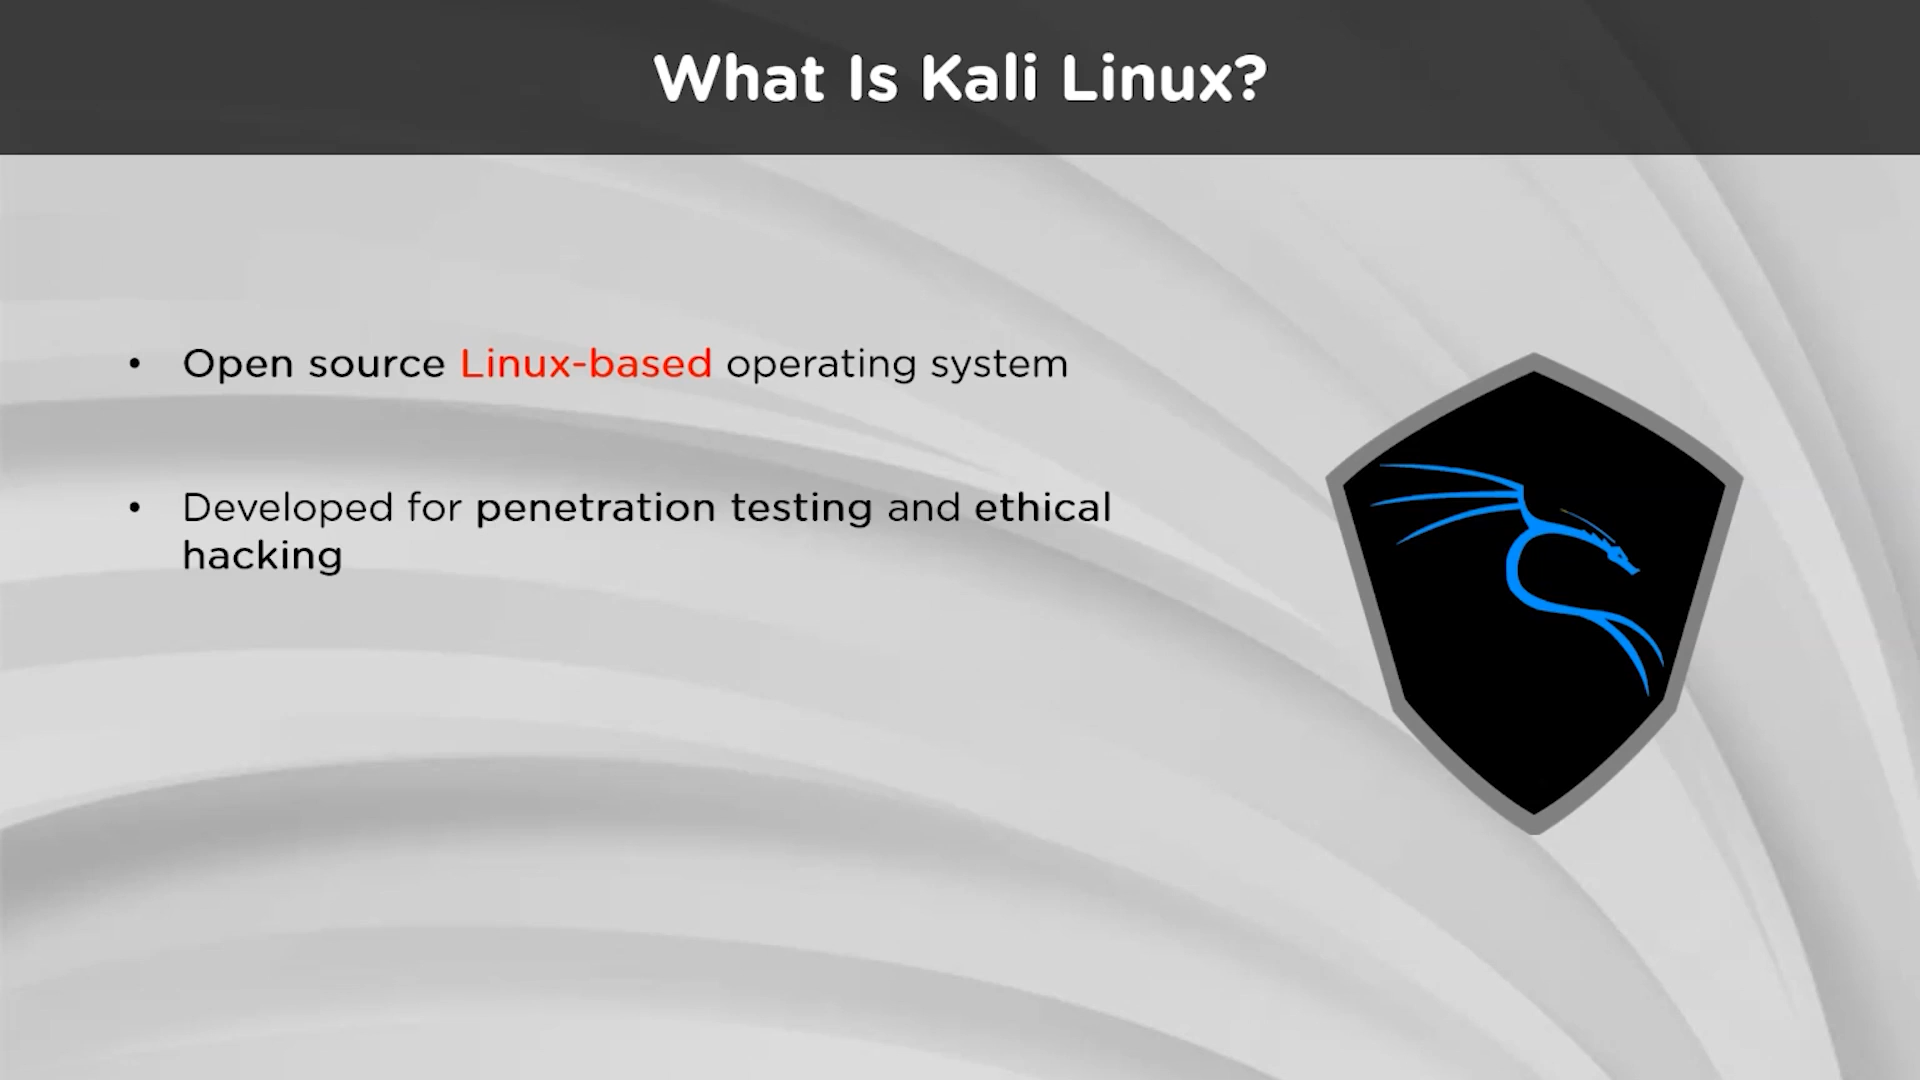 What Is Kali Linux?
• Open source Linux-based operating system
• Developed for penetration testing and ethical
hacking